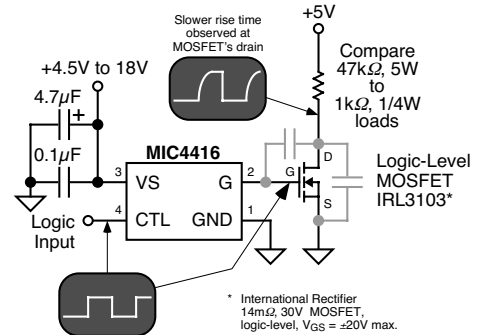 Slower rise time
observed at
MOSFET's drain
+5V
Compare
47kΩ, 5W
to
1kΩ, 1/4W
loads
+4.5V to 18V
4.7µF
+
0.1µF
MIC4416
3
VS
G
2
G
D
S
4
CTL
GND
1
Logic
Input
Logic-Level
MOSFET
IRL3103*
* International Rectifier
14mΩ, 30V MOSFET,
logic-level, VGS = ±20V max.